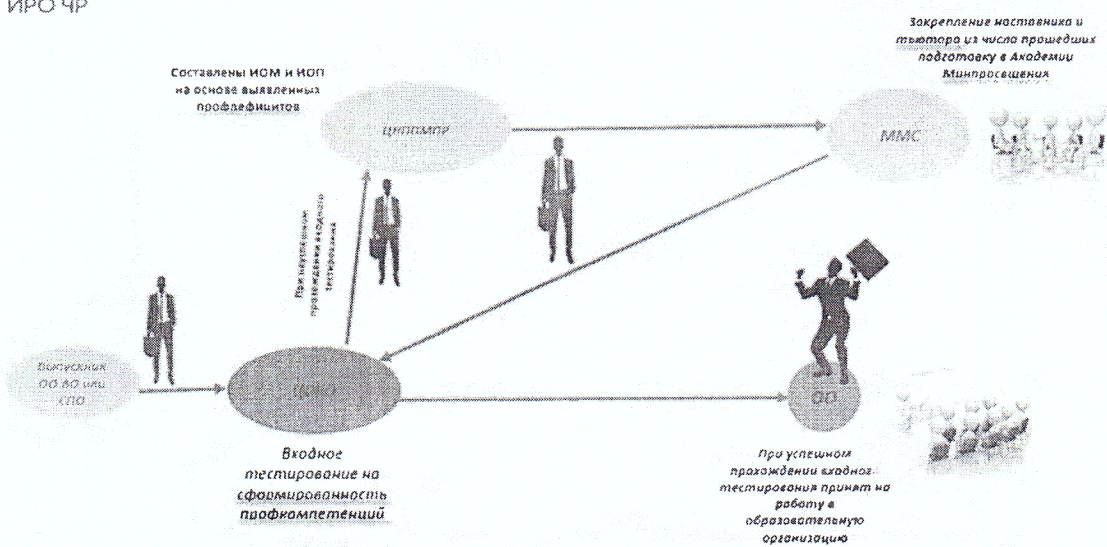 ИРО ЧР
Закрепление наставника и
тьютора из числа прошедших
подготовку в Академии
Минпросвещения
Составлены ИОМ и ИОП
на основе выявленных
профдефицитов
ЦНППМПР
ММС
При неуспешном
прохождении входного
тестирования
Выпускник
ОО ВО или
СПО
ОО
Входное
тестирование на
сформированность
профкомпетенций
При успешном
прохождении входного
тестирования принят на
работу в
образовательную
организацию